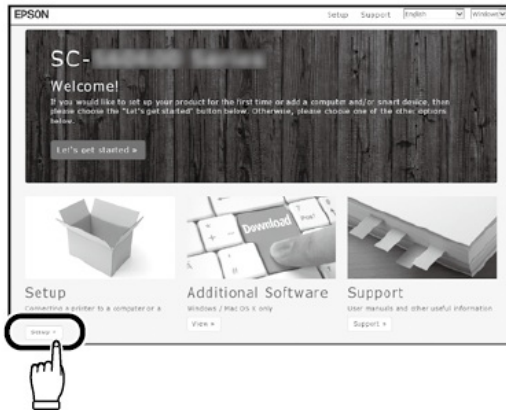 EPSON
Setup Support English Windows
SC-
Welcome!
If you would like to set up your product for the first time or add a computer and/or smart device, then
please choose the "Let's get started" button below. Otherwise, please choose one of the other options
below.
Let's get started »
Download
Setup
Additional Software
Support
Connecting a printer to a computer or a
Windows / Mac OS X only
User manuals and other useful information
Setup »
View »
Support »